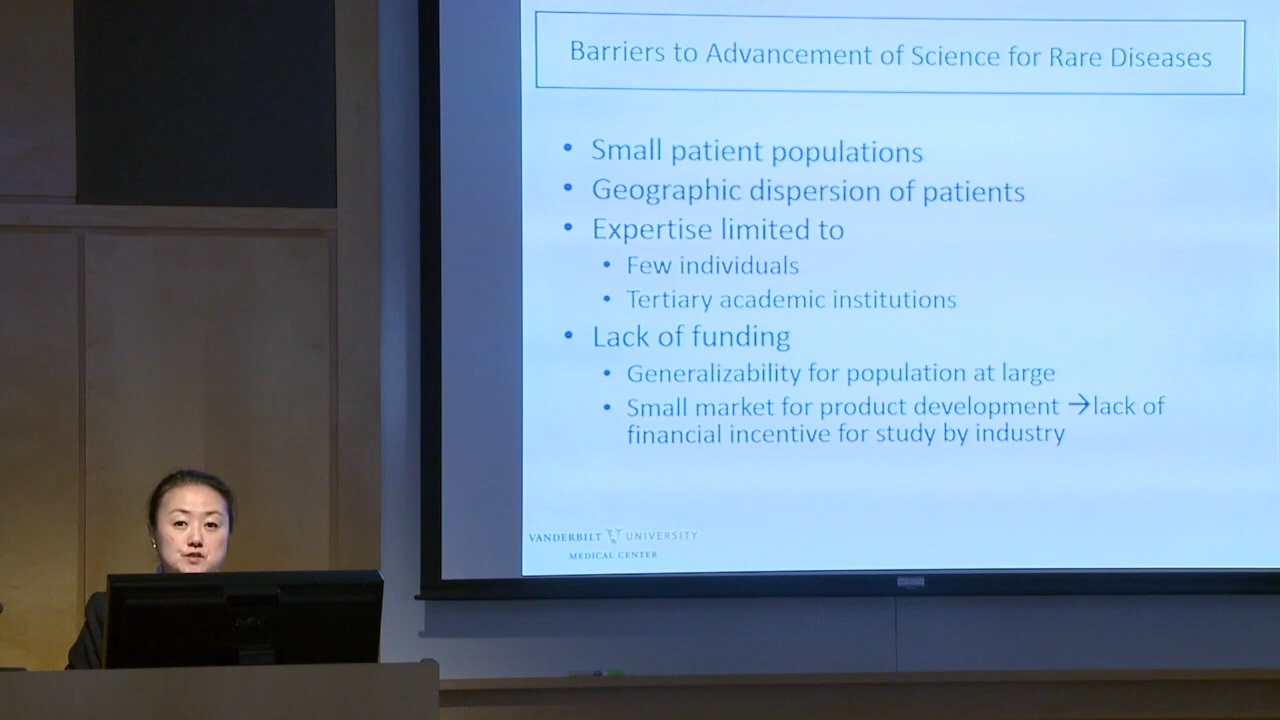 Barriers to Advancement of Science for Rare Diseases
• Small patient populations
• Geographic dispersion of patients
• Expertise limited to
• Few individuals
• Tertiary academic institutions
• Lack of funding
• Generalizability for population at large
• Small market for product development →lack of
financial incentive for study by industry
VANDERBILT UNIVERSITY
MEDICAL CENTER
NEC